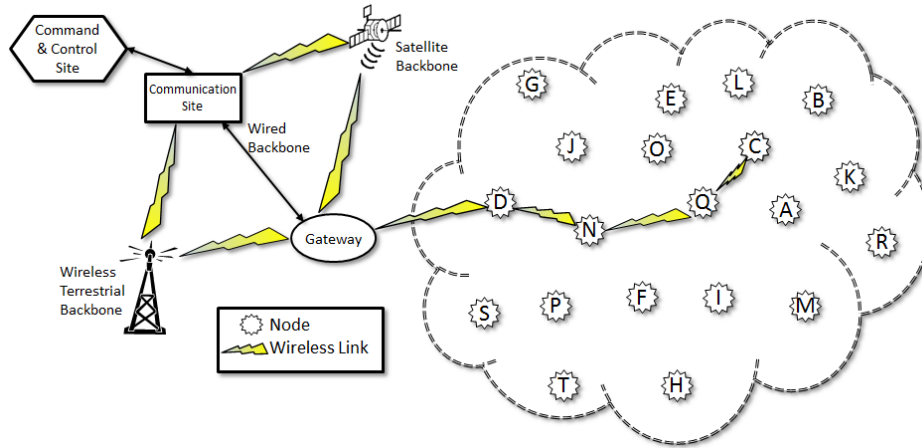 Command
& Control
Site
Satellite
Backbone
Communication
Site
Wired
Backbone
Gateway
Wireless
Terrestrial
Backbone
Node
Wireless Link
G
E
L
B
J
O
C
K
D
N
Q
A
R
S
P
F
I
M
T
H